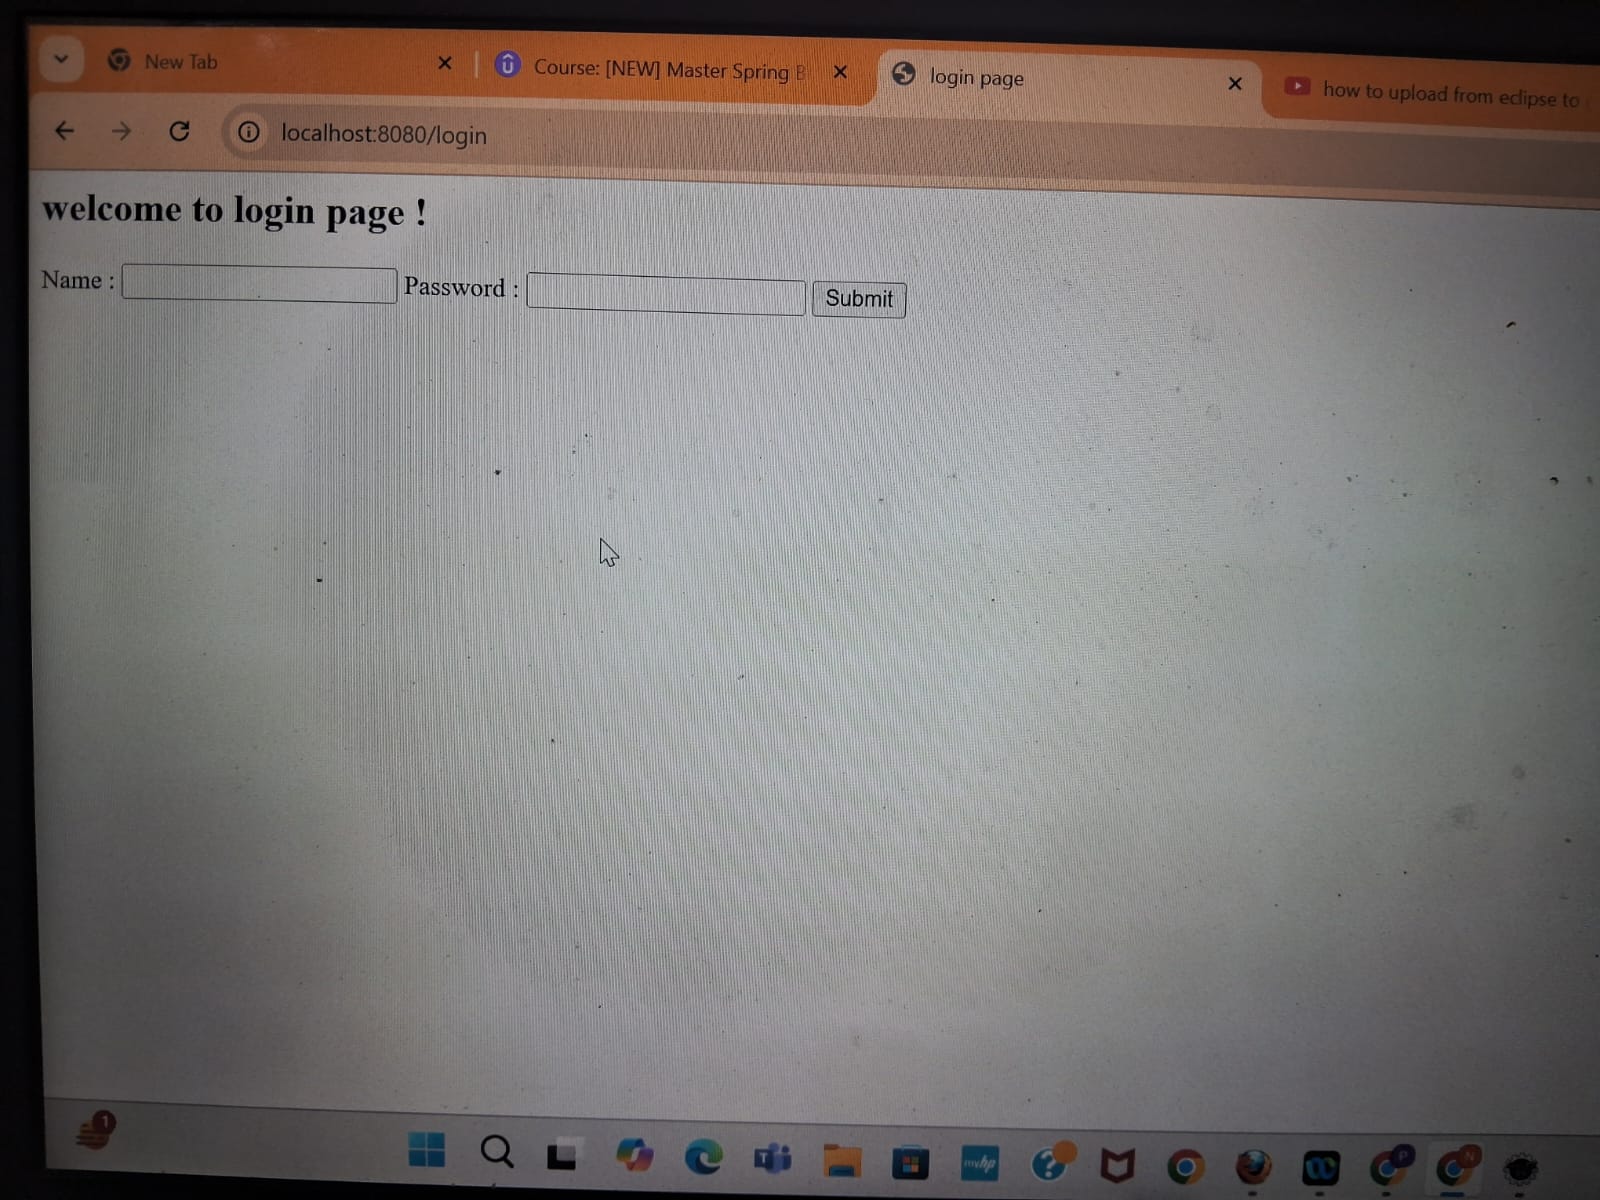 New Tab
Course: [NEW] Master Spring B
login page
how to upload from eclipse to
localhost:8080/login
welcome to login page !
Name :
Password :
Submit
1
T
myhp
?
P
N